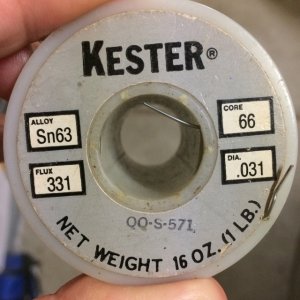 KESTER®
ALLOY
Sn63
CORE
66
FLUX
331
DIA.
.031
QQ-S-571
NET WEIGHT 16 OZ. (1 LB.)